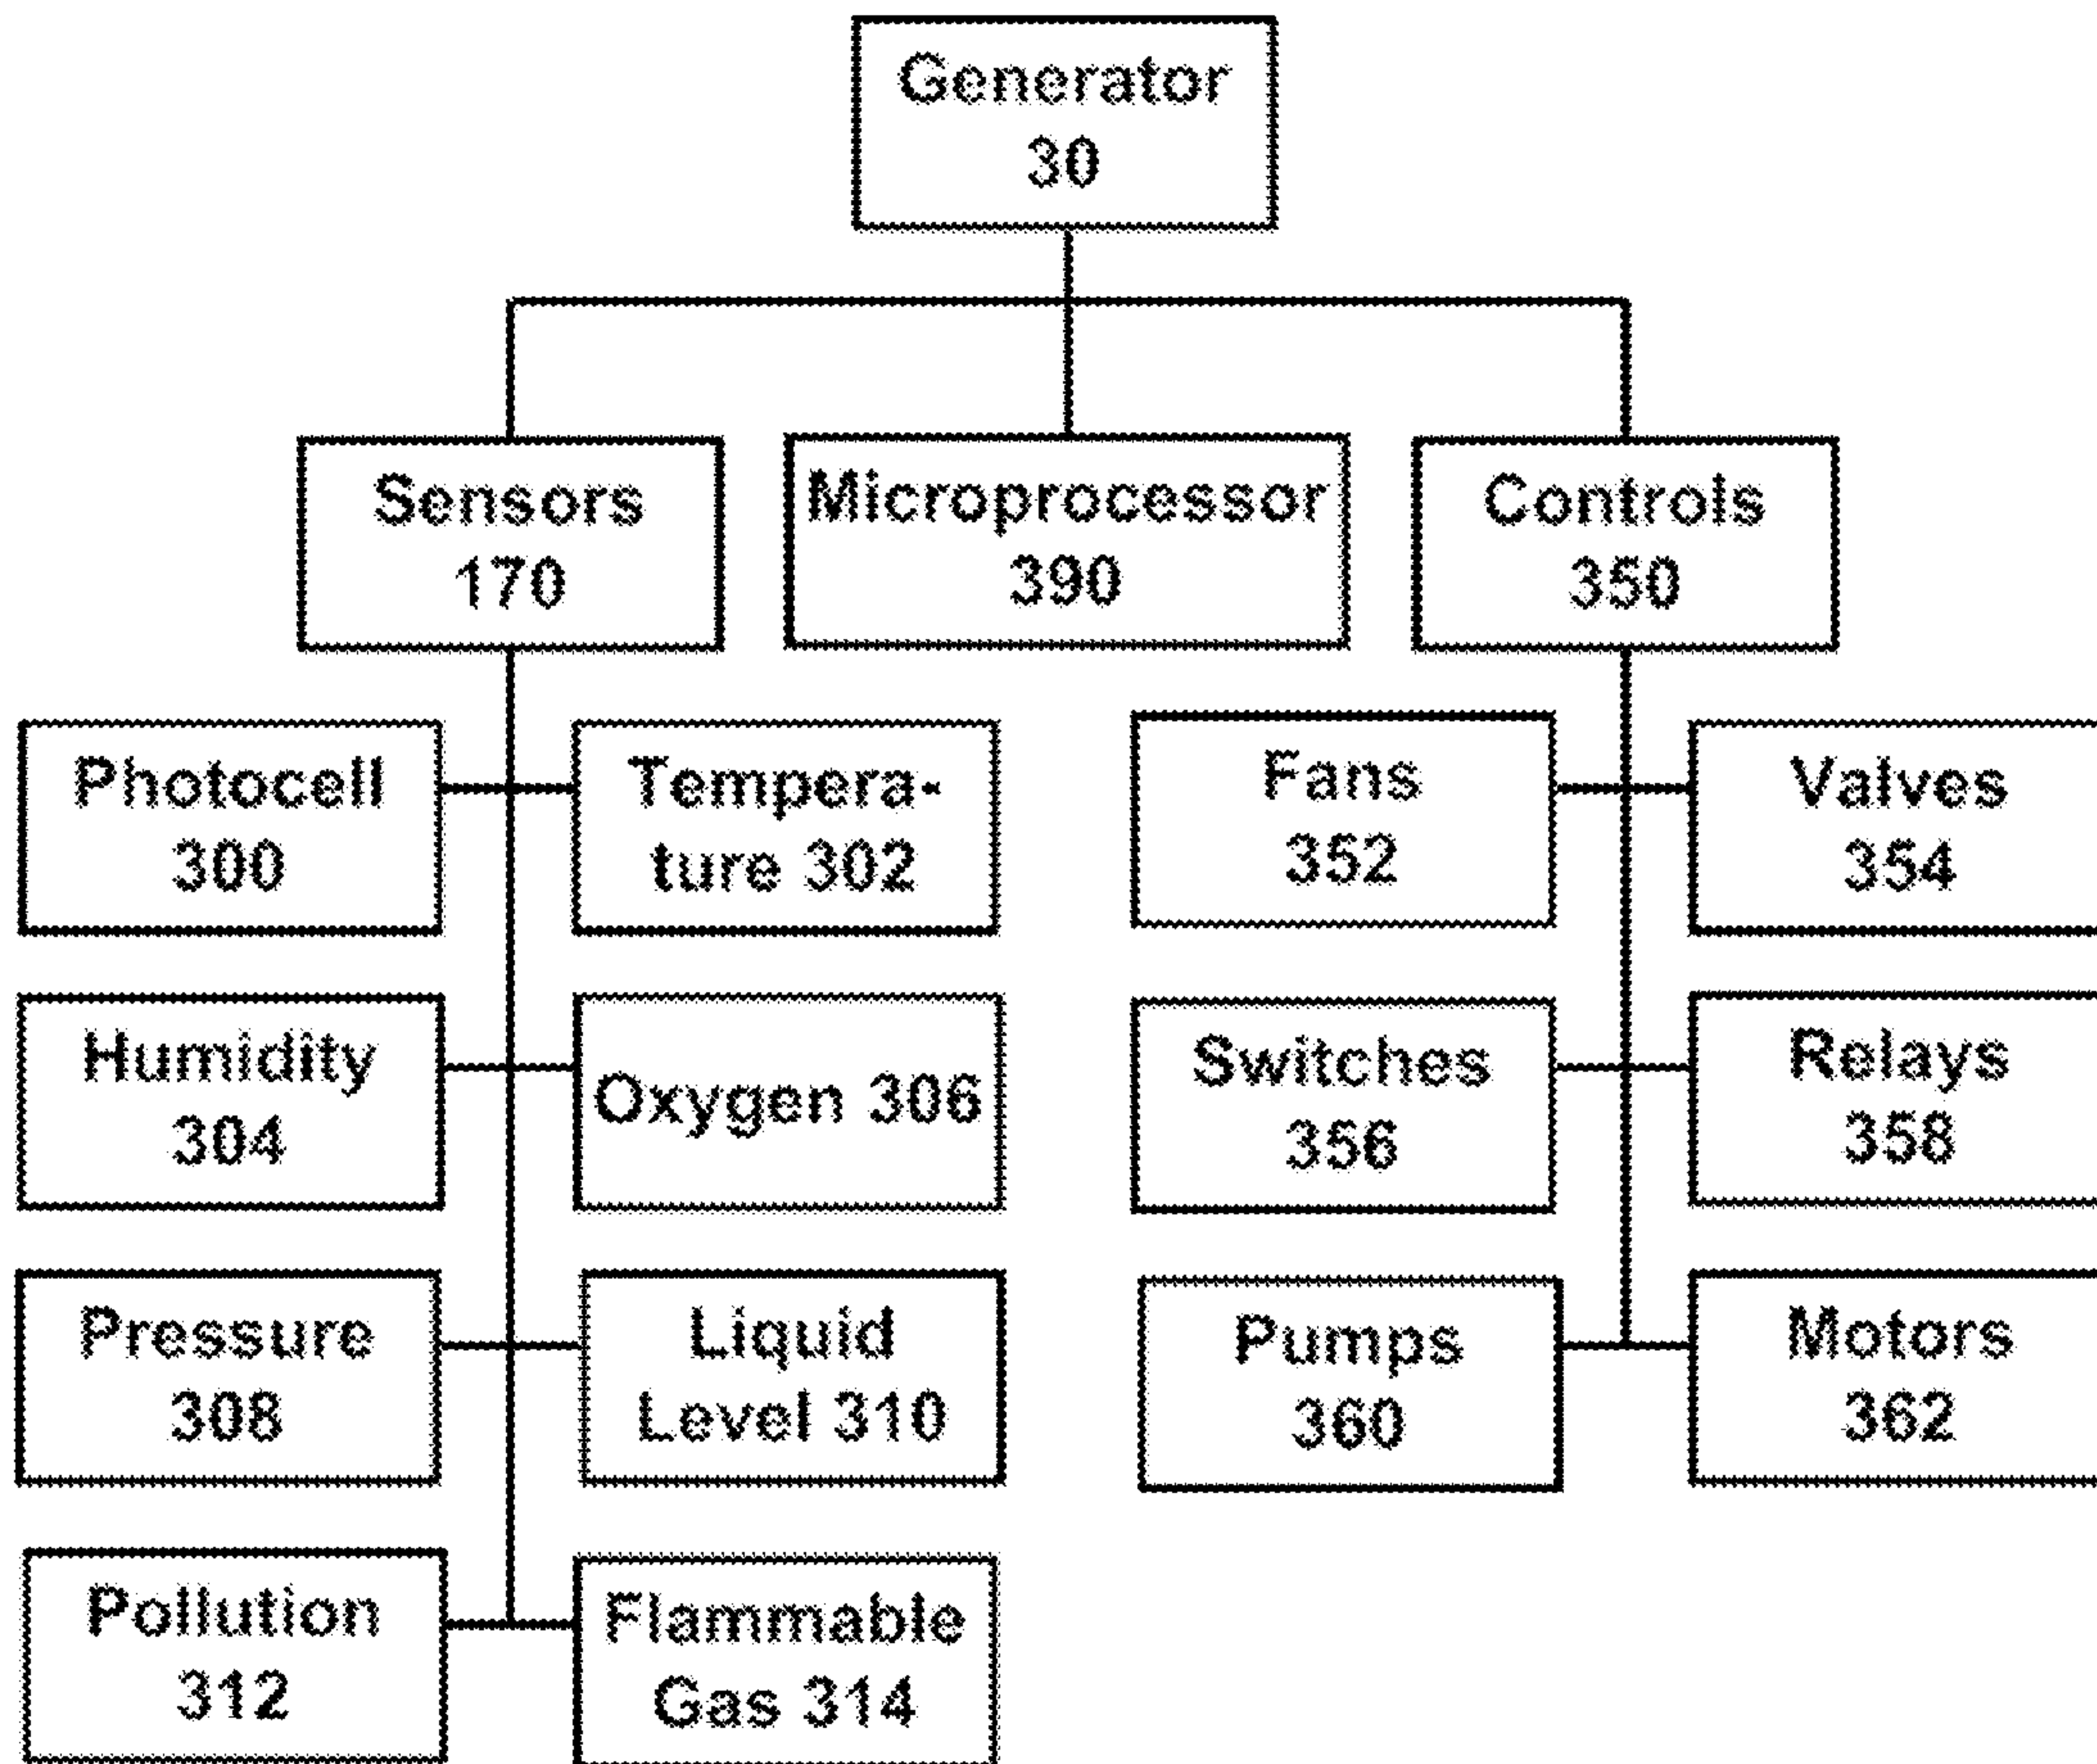 Generator
30
Sensors
170
Microprocessor
390
Controls
350
Photocell
300
Tempera-
ture 302
Fans
352
Valves
354
Humidity
304
Oxygen 306
Switches
356
Relays
358
Pressure
308
Liquid
Level 310
Pumps
360
Motors
362
Pollution
312
Flammable
Gas 314